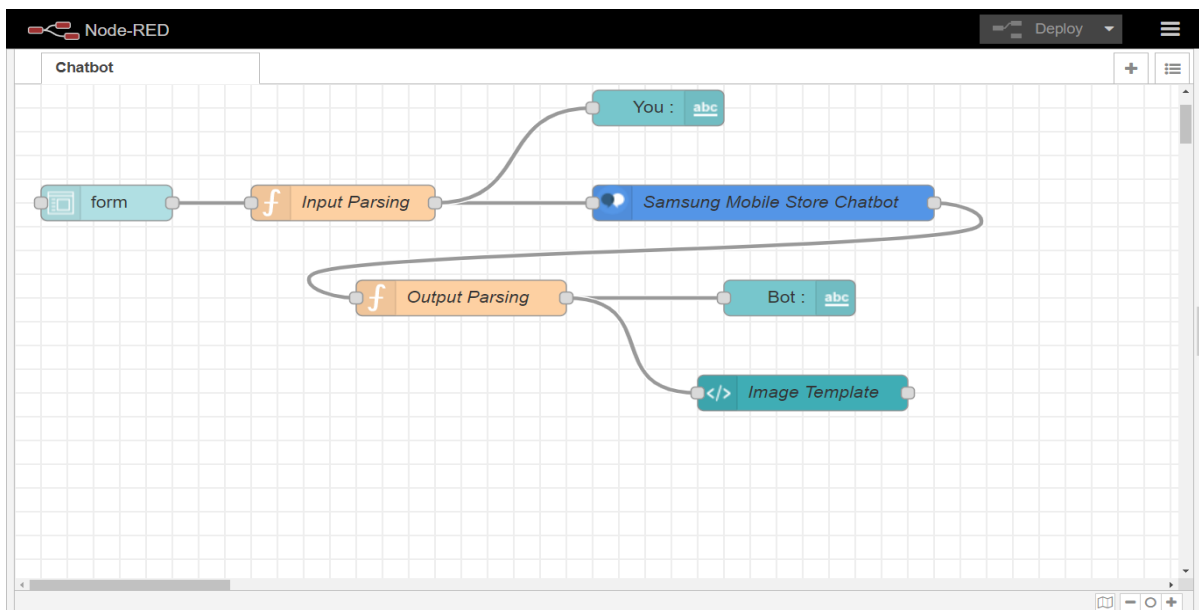 Node-RED
Deploy
Chatbot
You :
abc
form
Input Parsing
Samsung Mobile Store Chatbot
Output Parsing
Bot :
abc
</> Image Template